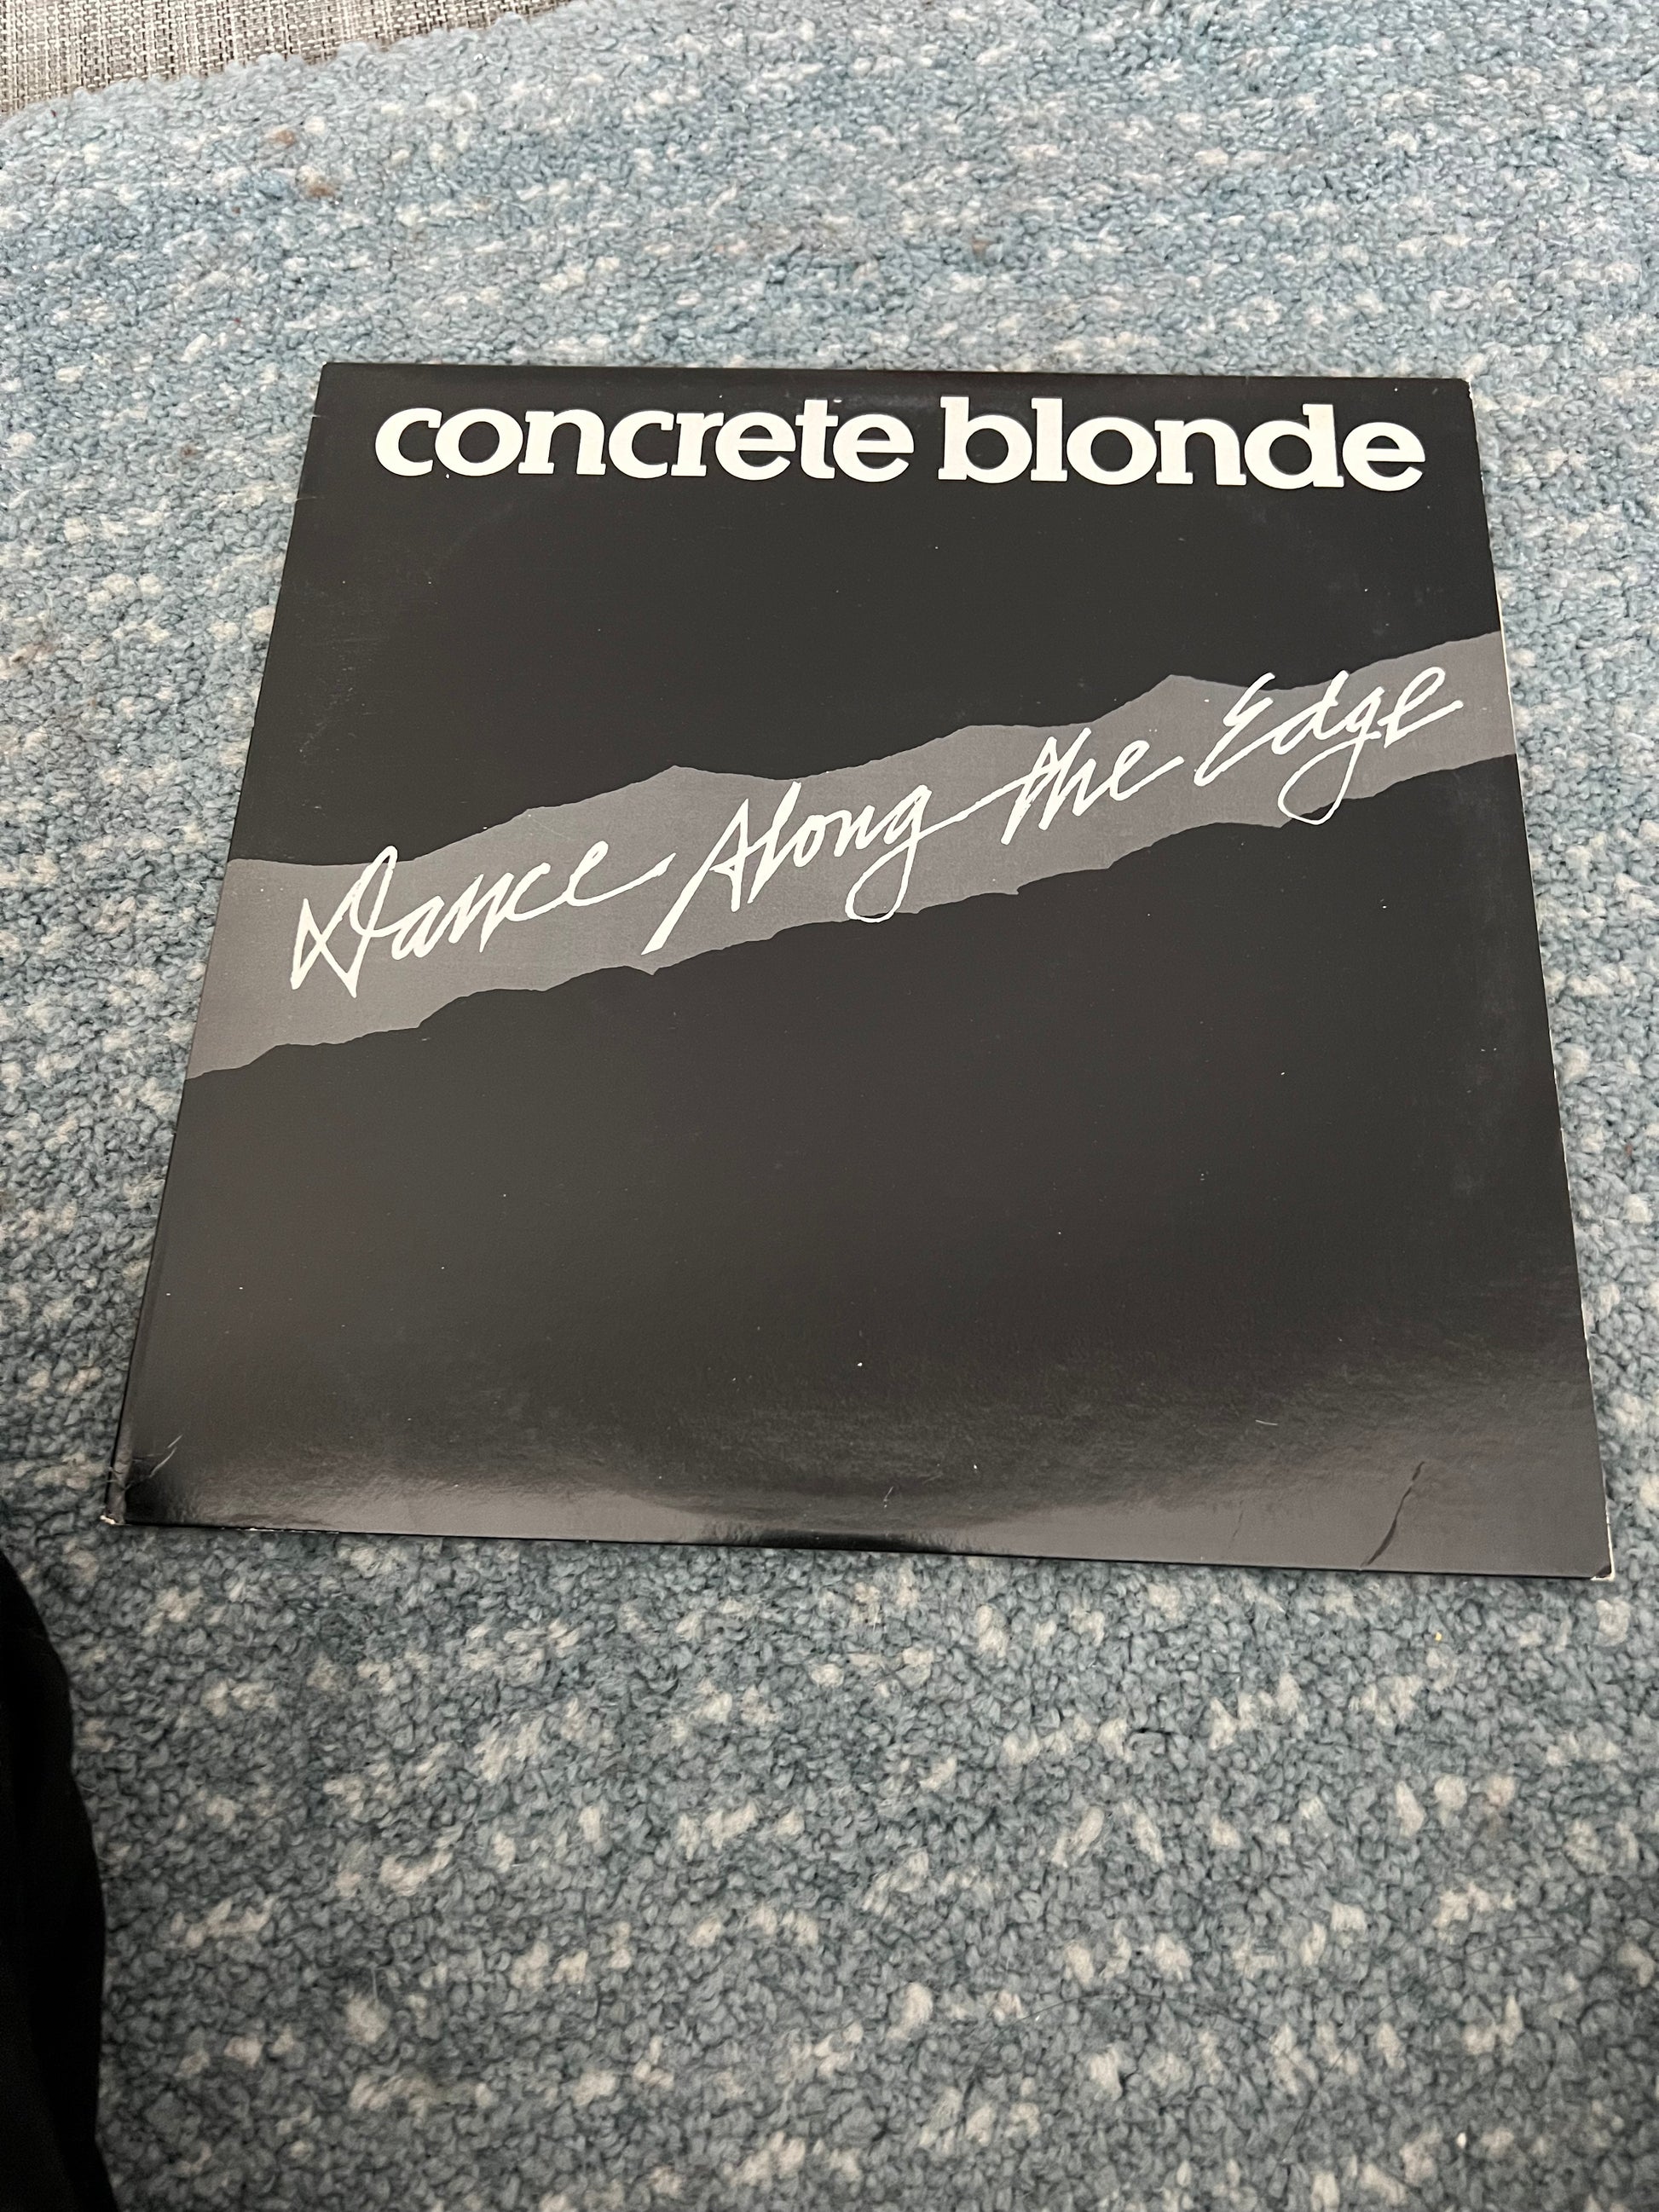 concrete blonde
Dance Along the Edge